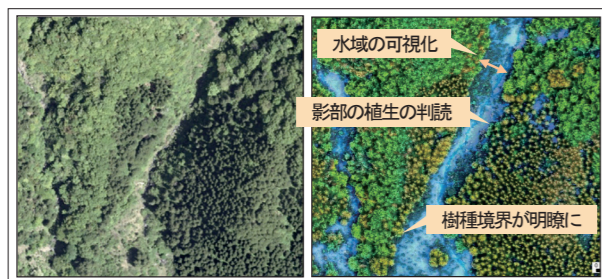 水域の可視化
影部の植生の判読
樹種境界が明瞭に